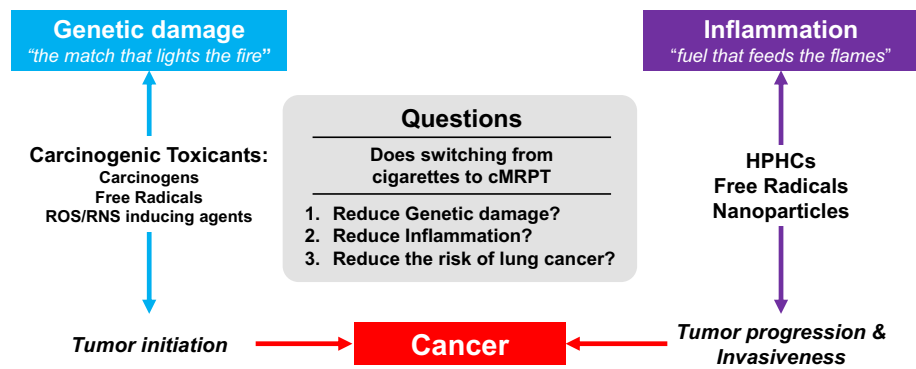 Genetic damage
“the match that lights the fire”
Inflammation
“fuel that feeds the flames”
Questions
Does switching from
cigarettes to cMRPT
1. Reduce Genetic damage?
2. Reduce Inflammation?
3. Reduce the risk of lung cancer?
Carcinogenic Toxicants:
Carcinogens
Free Radicals
ROS/RNS inducing agents
HPHCs
Free Radicals
Nanoparticles
Tumor initiation
Cancer
Tumor progression &
Invasiveness